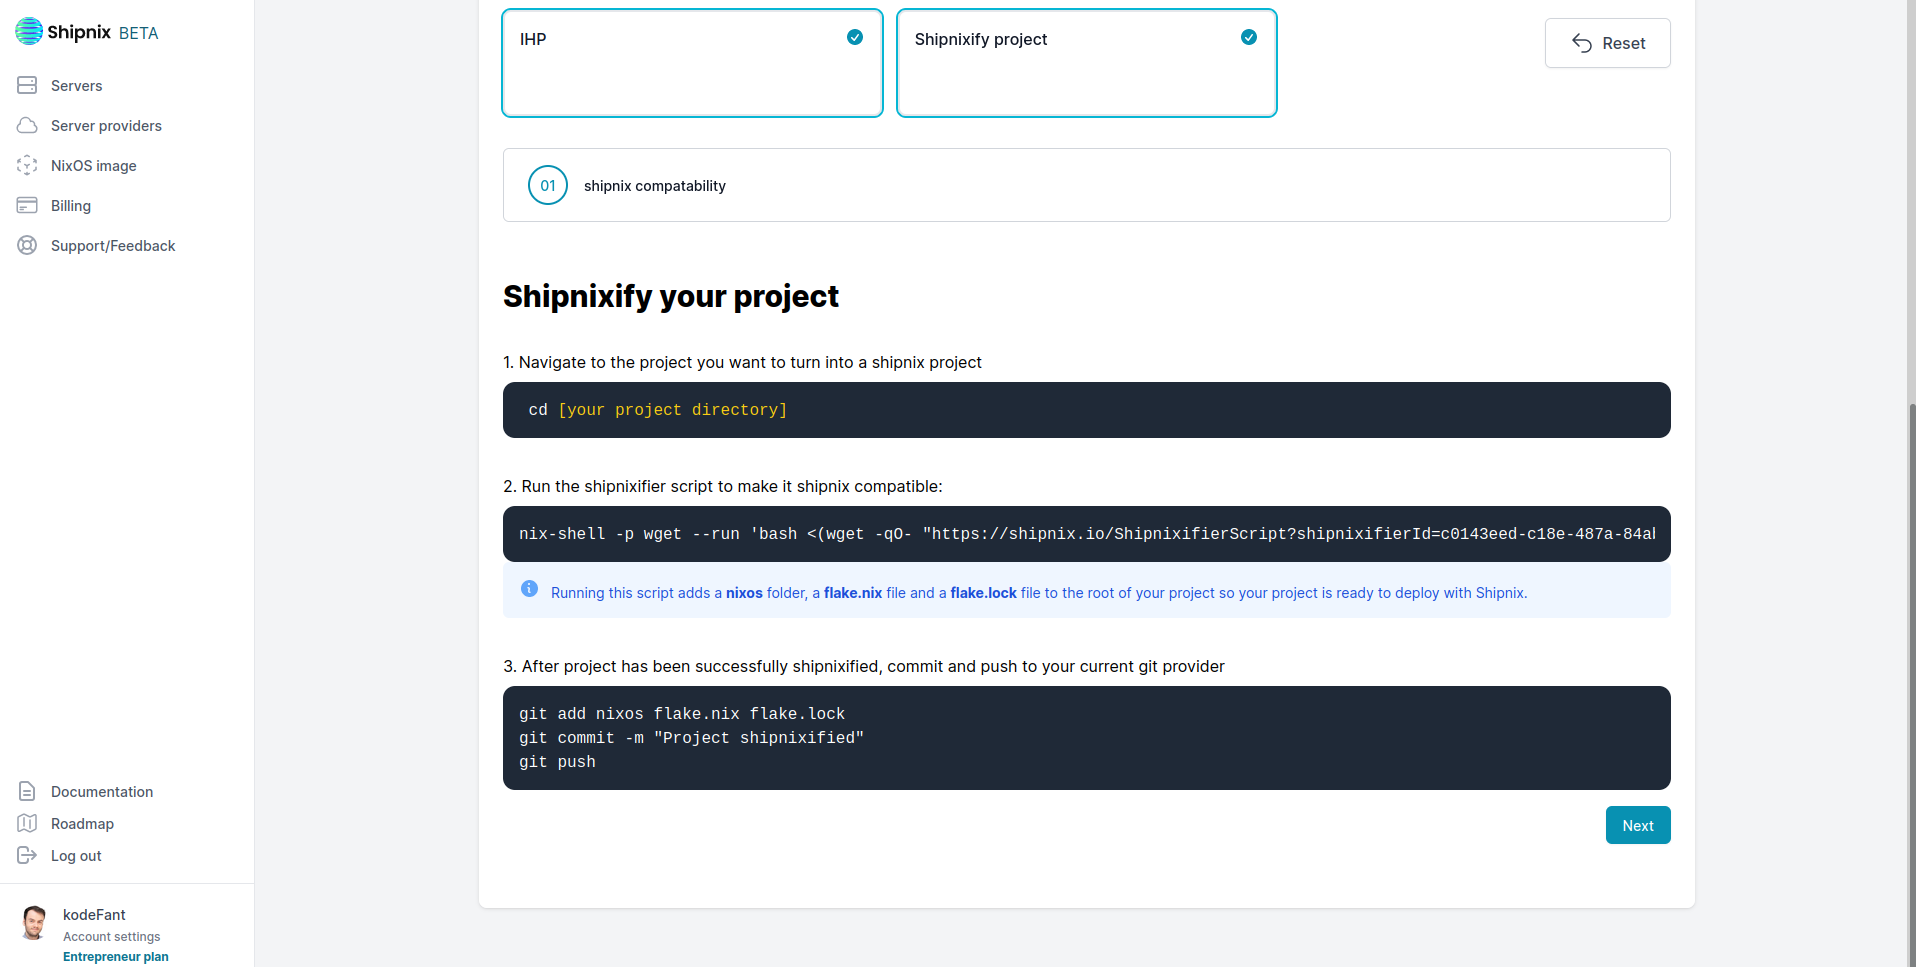 Shipnix BETA
Servers
Server providers
NixOS image
Billing
Support/Feedback
Documentation
Roadmap
Log out
kodeFant
Account settings
Entrepreneur plan
IHP
Shipnixify project
Reset
01 shipnix compatability
Shipnixify your project
1. Navigate to the project you want to turn into a shipnix project
cd [your project directory]
2. Run the shipnixifier script to make it shipnix compatible:
nix-shell -p wget --run 'bash <(wget -qO- "https://shipnix.io/ShipnixifierScript?shipnixifierId=c0143eed-c18e-487a-84a
Running this script adds a nixos folder, a flake.nix file and a flake.lock file to the root of your project so your project is ready to deploy with Shipnix.
3. After project has been successfully shipnixified, commit and push to your current git provider
git add nixos flake.nix flake.lock
git commit -m "Project shipnixified"
git push
Next